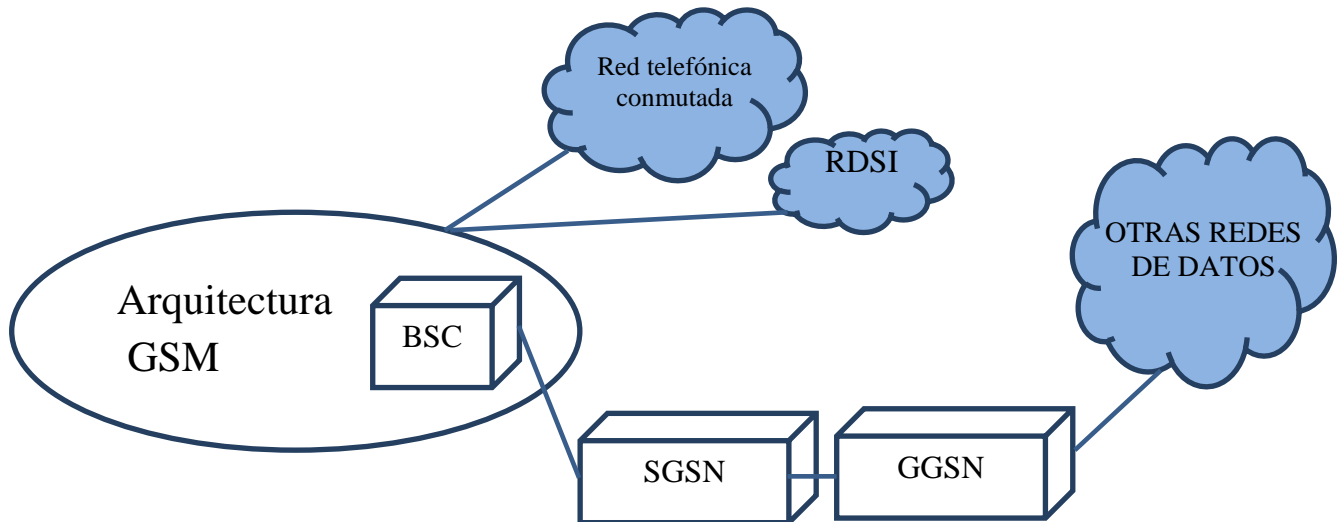 Red telefónica
conmutada
RDSI
OTRAS REDES
DE DATOS
Arquitectura
GSM
BSC
SGSN
GGSN